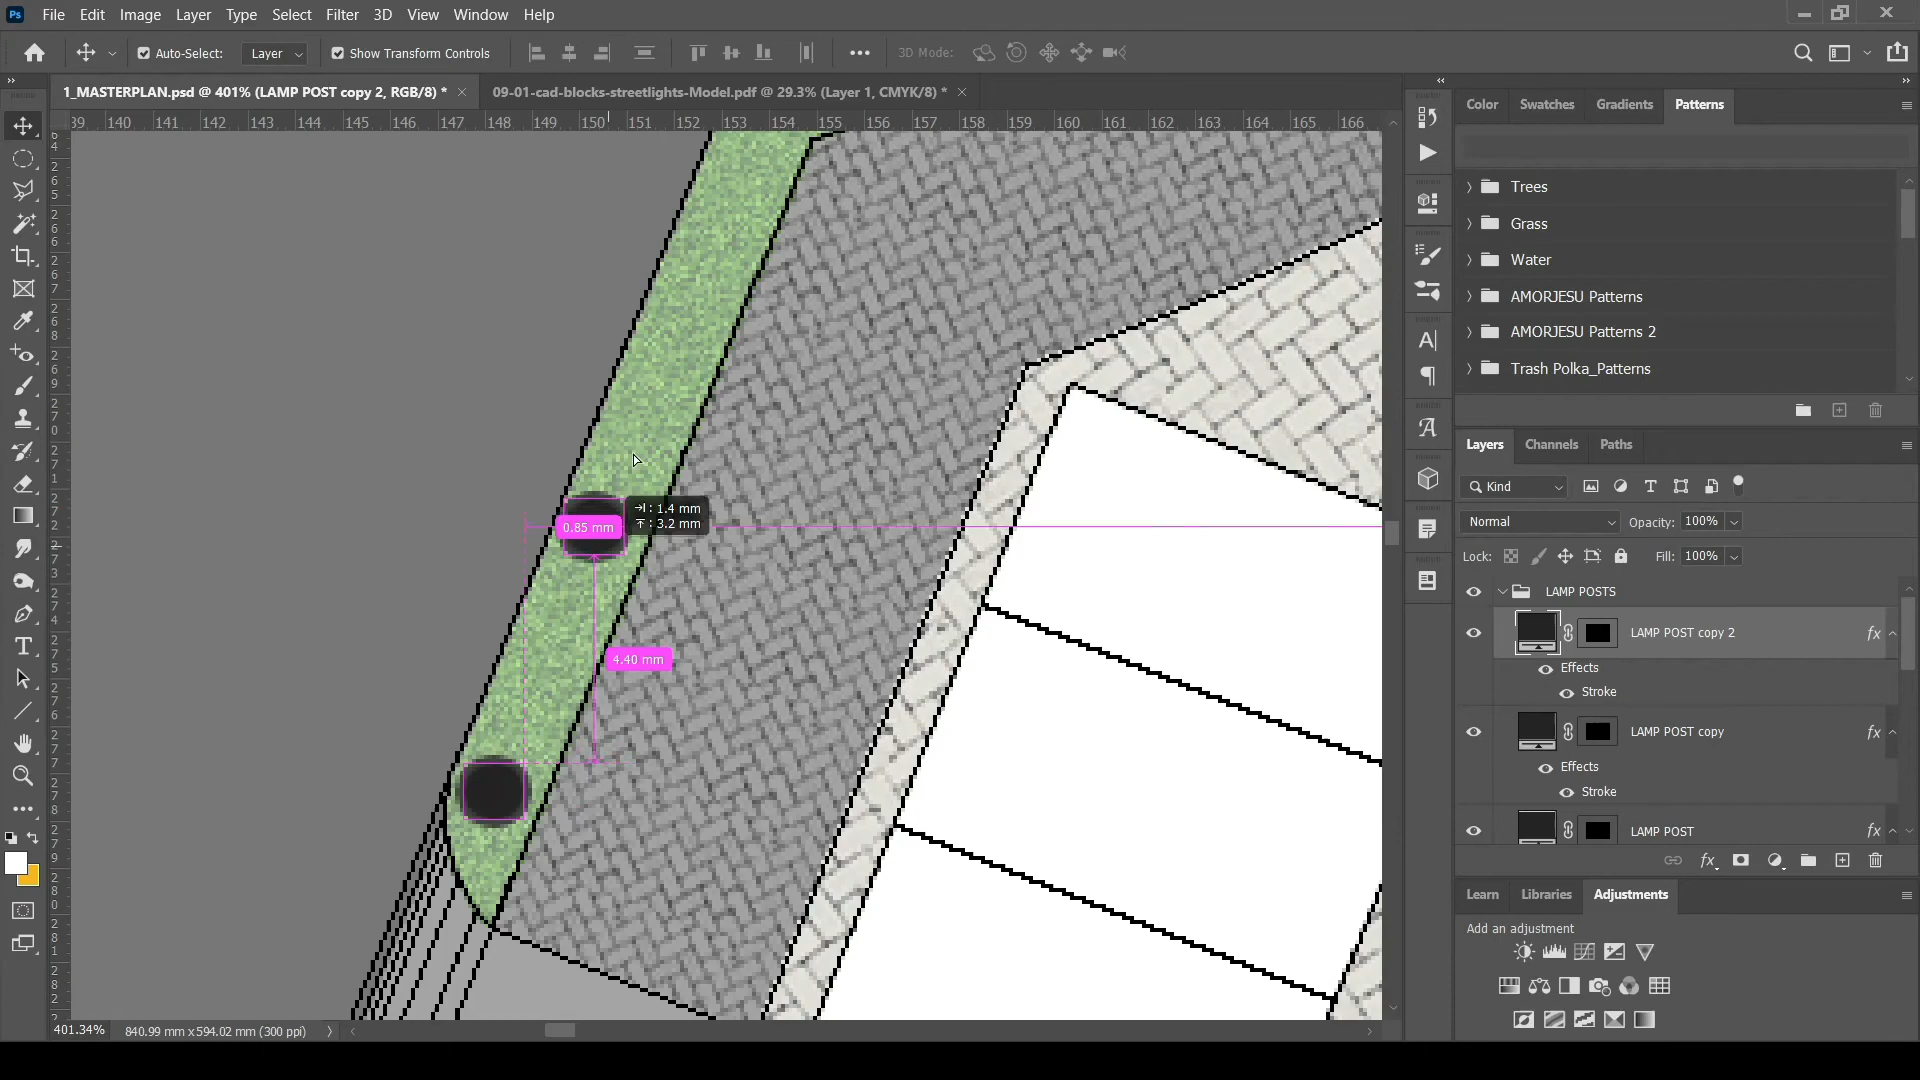 Ps File Edit Image Layer Type Select Filter 3D View Window Help
Auto-Select: Layer Show Transform Controls 3D Mode:
1_MASTERPLAN.psd @ 401% (LAMP POST copy 2, RGB/8) *
09-01-cad-blocks-streetlights-Model.pdf @ 29.3% (Layer 1, CMYK/8) *
39 140 141 142 143 144 145 146 147 148 149 150 151 152 153 154 155 156 157 158 159 160 161 162 163 164 165 166
Color Swatches Gradients Patterns
Trees
Grass
Water
AMORJESU Patterns
AMORJESU Patterns 2
Trash Polka_Patterns
Layers Channels Paths
Kind
Normal Opacity: 100%
Lock: Fill: 100%
LAMP POSTS
LAMP POST copy 2 fx
Effects
Stroke
LAMP POST copy fx
Effects
Stroke
LAMP POST fx
fx
Learn Libraries Adjustments
Add an adjustment
: 1.4 mm
: 3.2 mm
0.85 mm
4.40 mm
401.34% 840.99 mm x 594.02 mm (300 ppi)